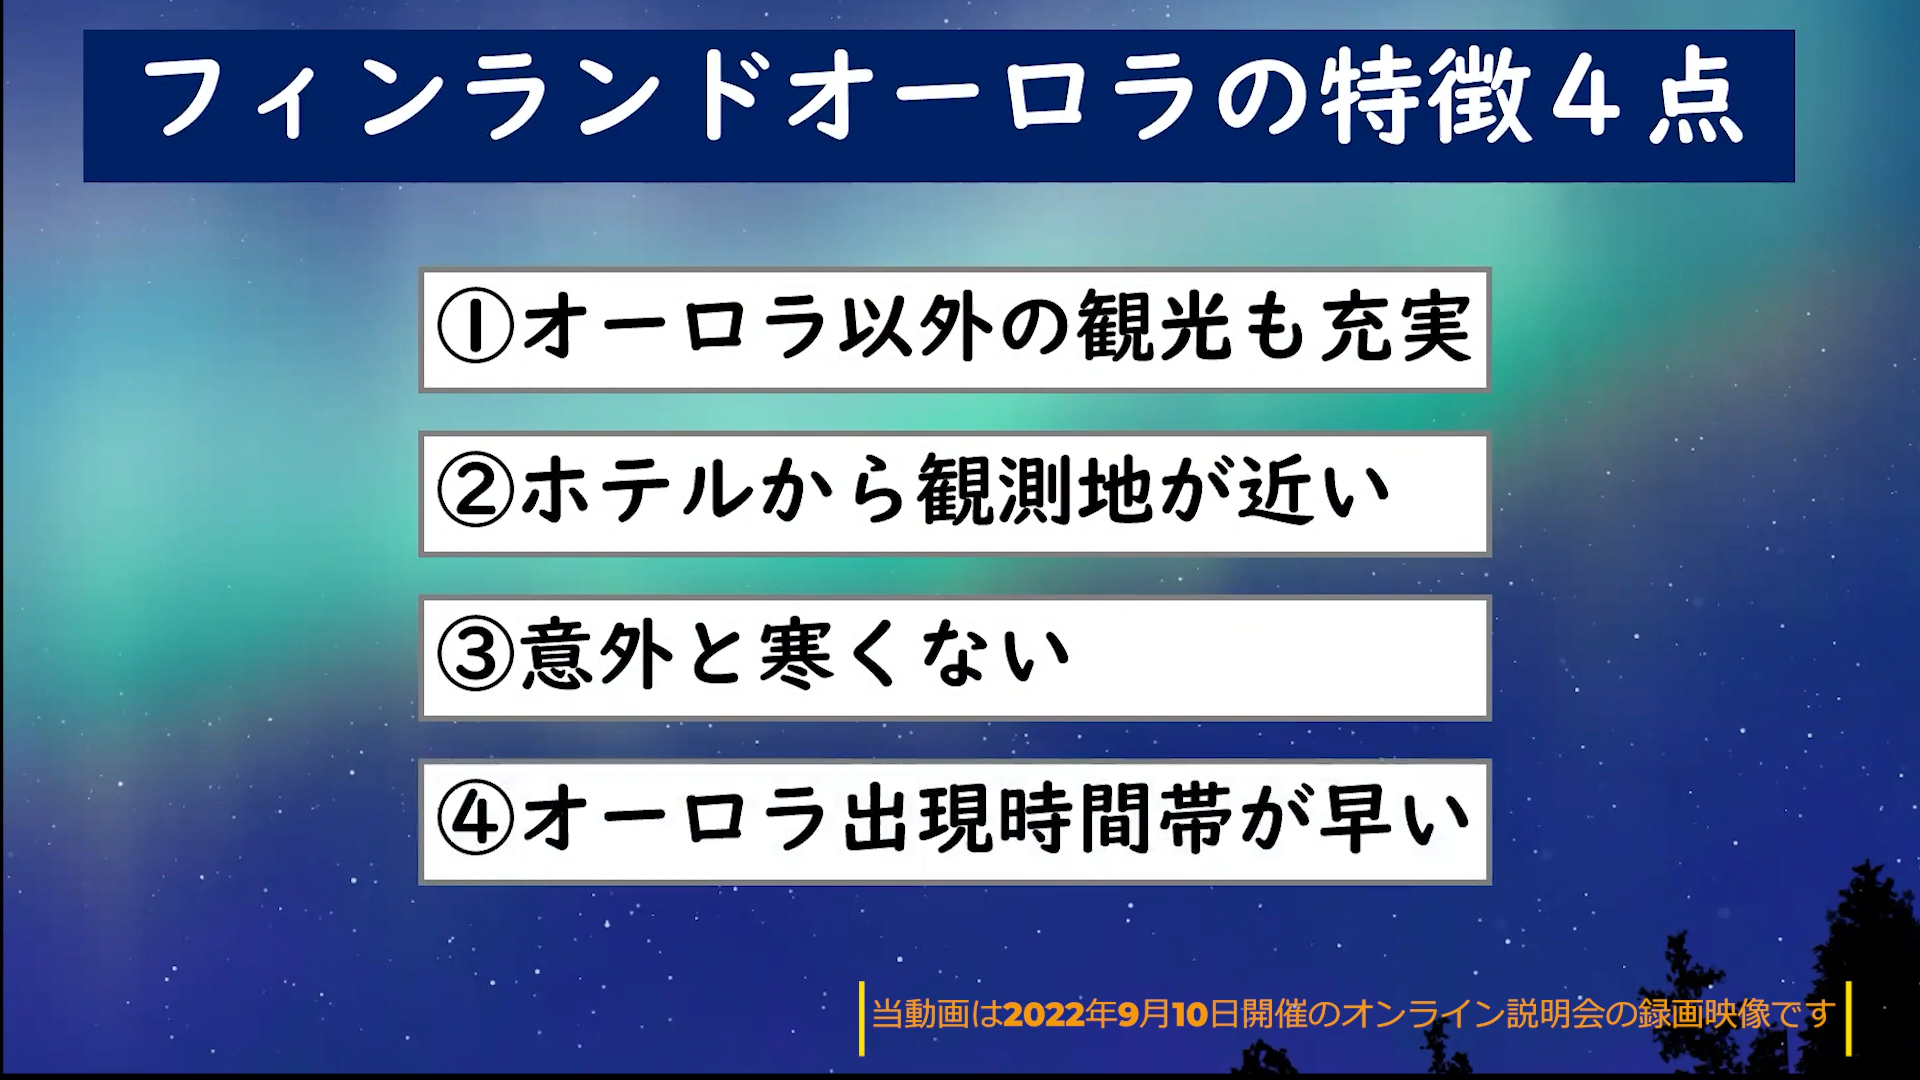 フィンランドオーロラの特徴４点
①オーロラ以外の観光も充実
②ホテルから観測地が近い
③意外と寒くない
④オーロラ出現時間帯が早い
当動画は2022年9月10日開催のオンライン説明会の録画映像です